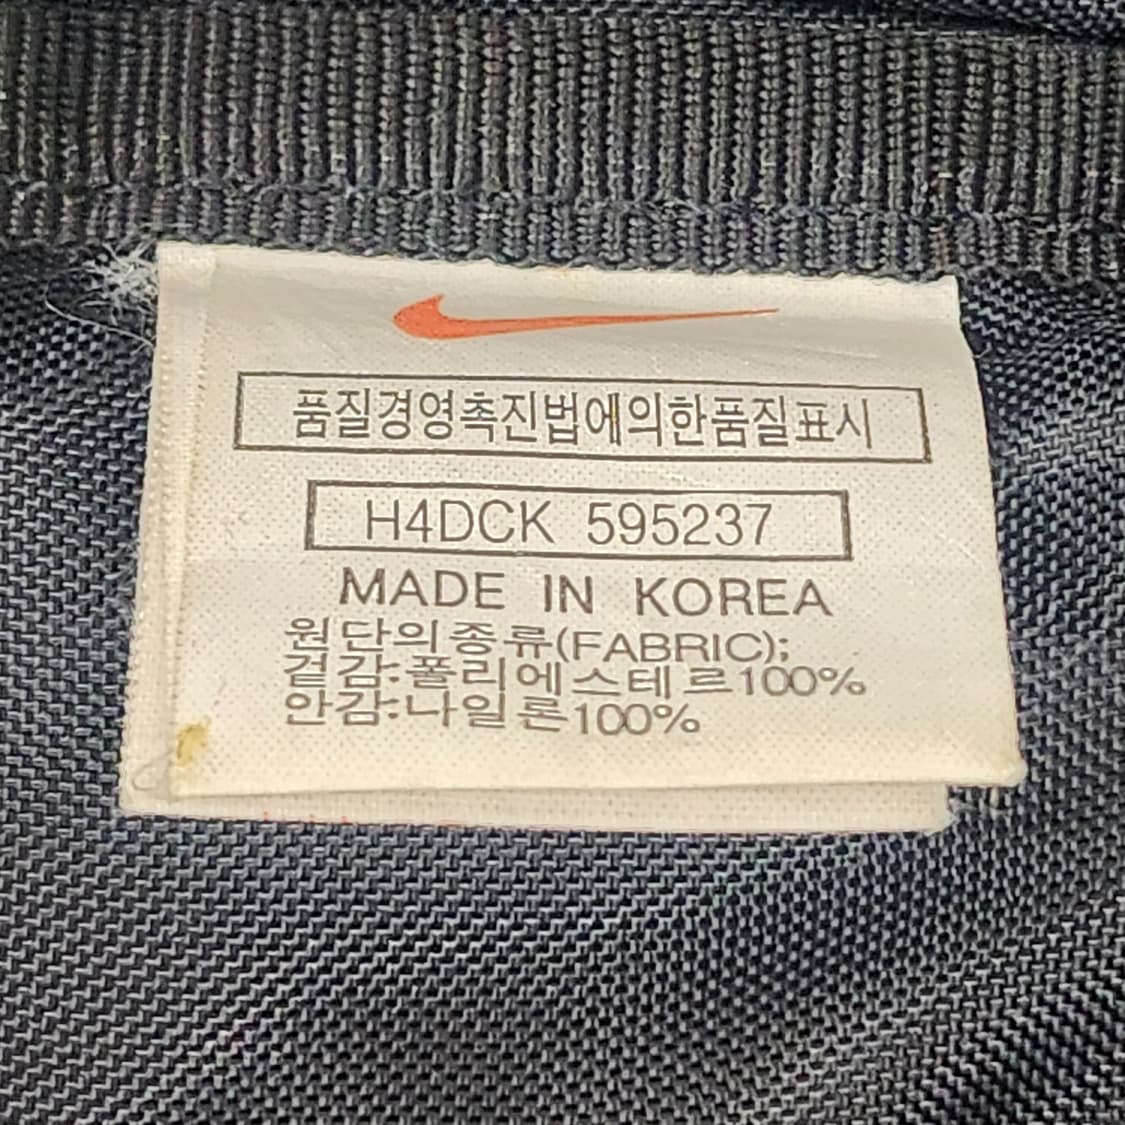 품질경영촉진법에의한품질표시
H4DCK 595237
MADE IN KOREA
원단의종류(FABRIC);
겉감:폴리에스테르100%
안감:나일론100%